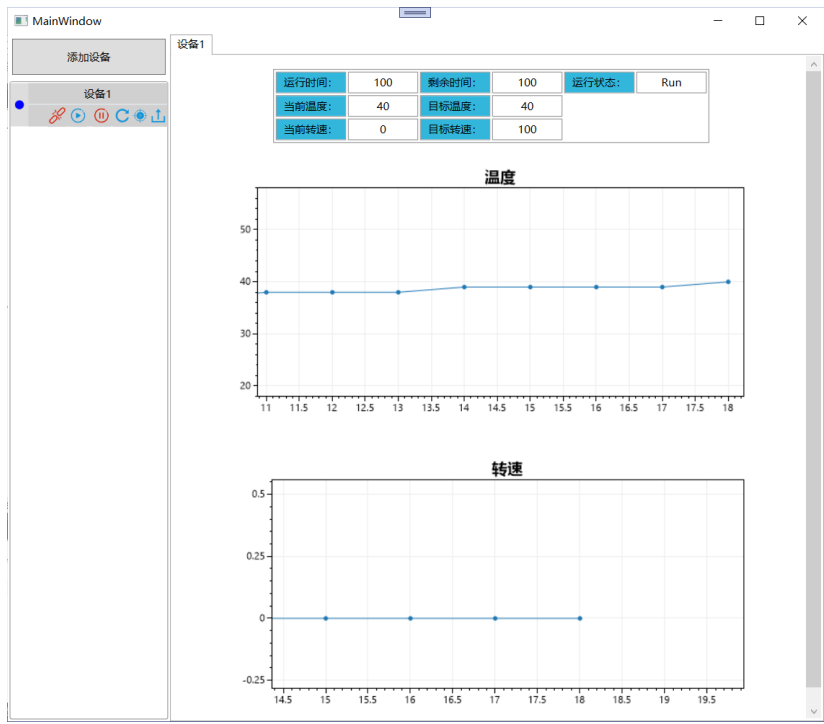 MainWindow
添加设备
设备1
设备1
运行时间: 100 剩余时间: 100 运行状态: Run
当前温度: 40 目标温度: 40
当前转速: 0 目标转速: 100
温度
50
40
30
20
11 11.5 12 12.5 13 13.5 14 14.5 15 15.5 16 16.5 17 17.5 18
转速
0.5
0.25
0
-0.25
14.5 15 15.5 16 16.5 17 17.5 18 18.5 19 19.5